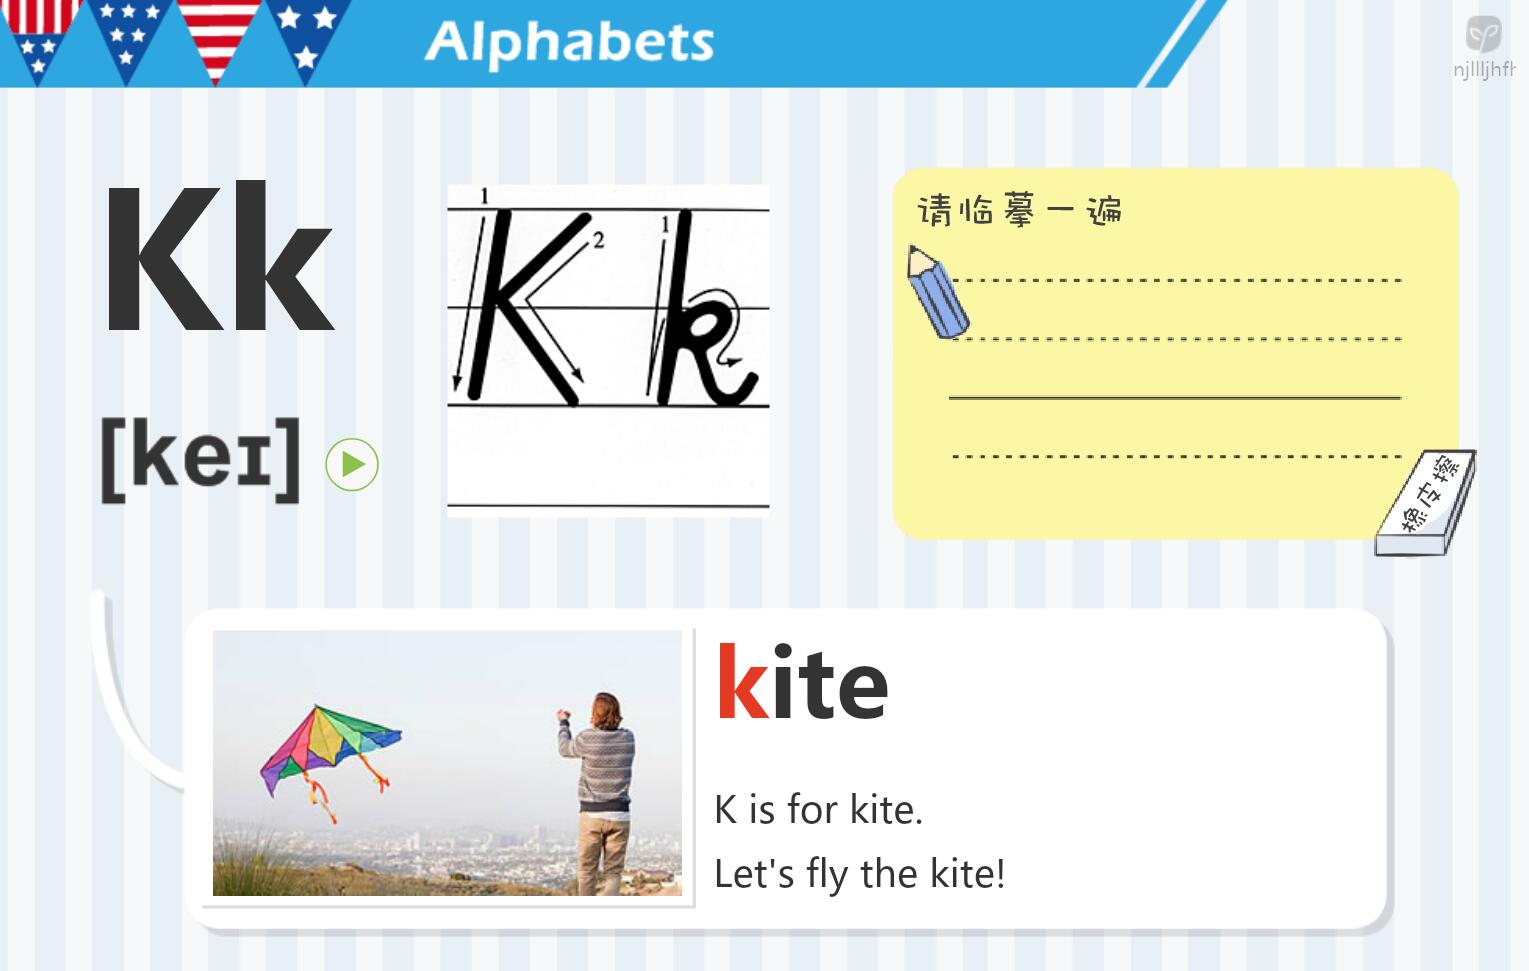 Alphabets
njllljhfh
Kk
1
2
1
请临摹一遍
[keɪ]
K k
橡皮擦
kite
K is for kite.
Let's fly the kite!